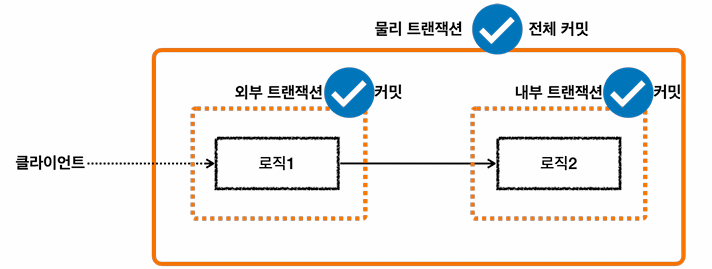 물리 트랜잭션 전체 커밋
외부 트랜잭션 커밋
내부 트랜잭션 커밋
클라이언트
로직1
로직2